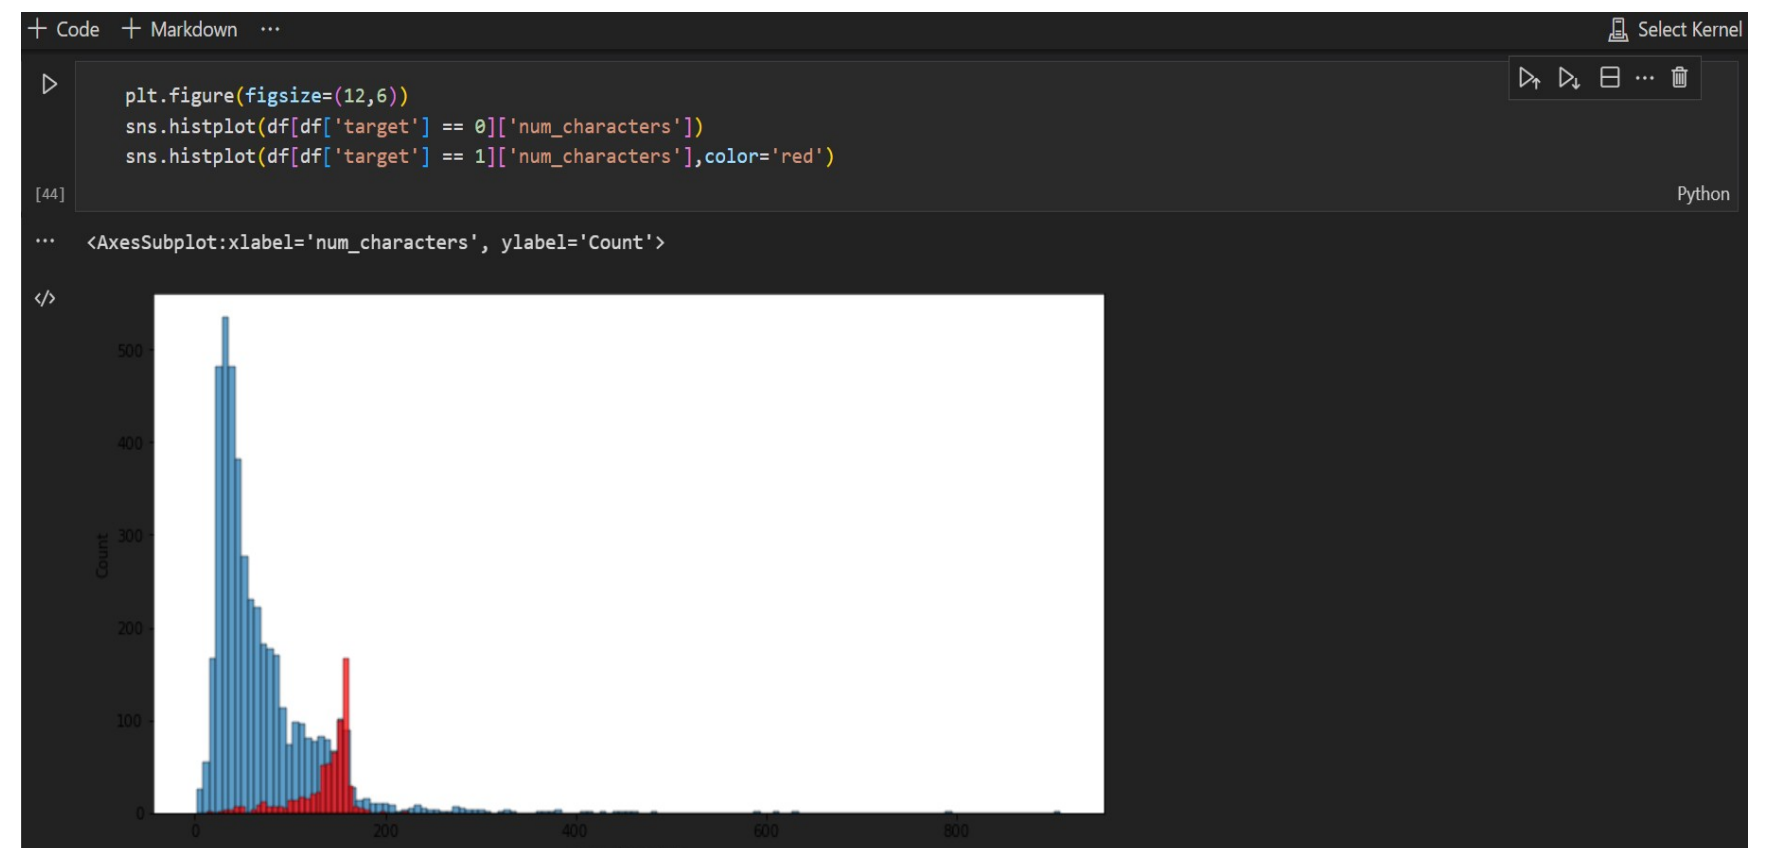 + Code + Markdown ...
Select Kernel
plt.figure(figsize=(12,6))
sns.histplot(df[df['target'] == 0]['num_characters'])
sns.histplot(df[df['target'] == 1]['num_characters'],color='red')
[44]
Python
... <AxesSubplot:xlabel='num_characters', ylabel='Count'>
</>
500
400
300
200
100
0
Count
0 200 400 600 800